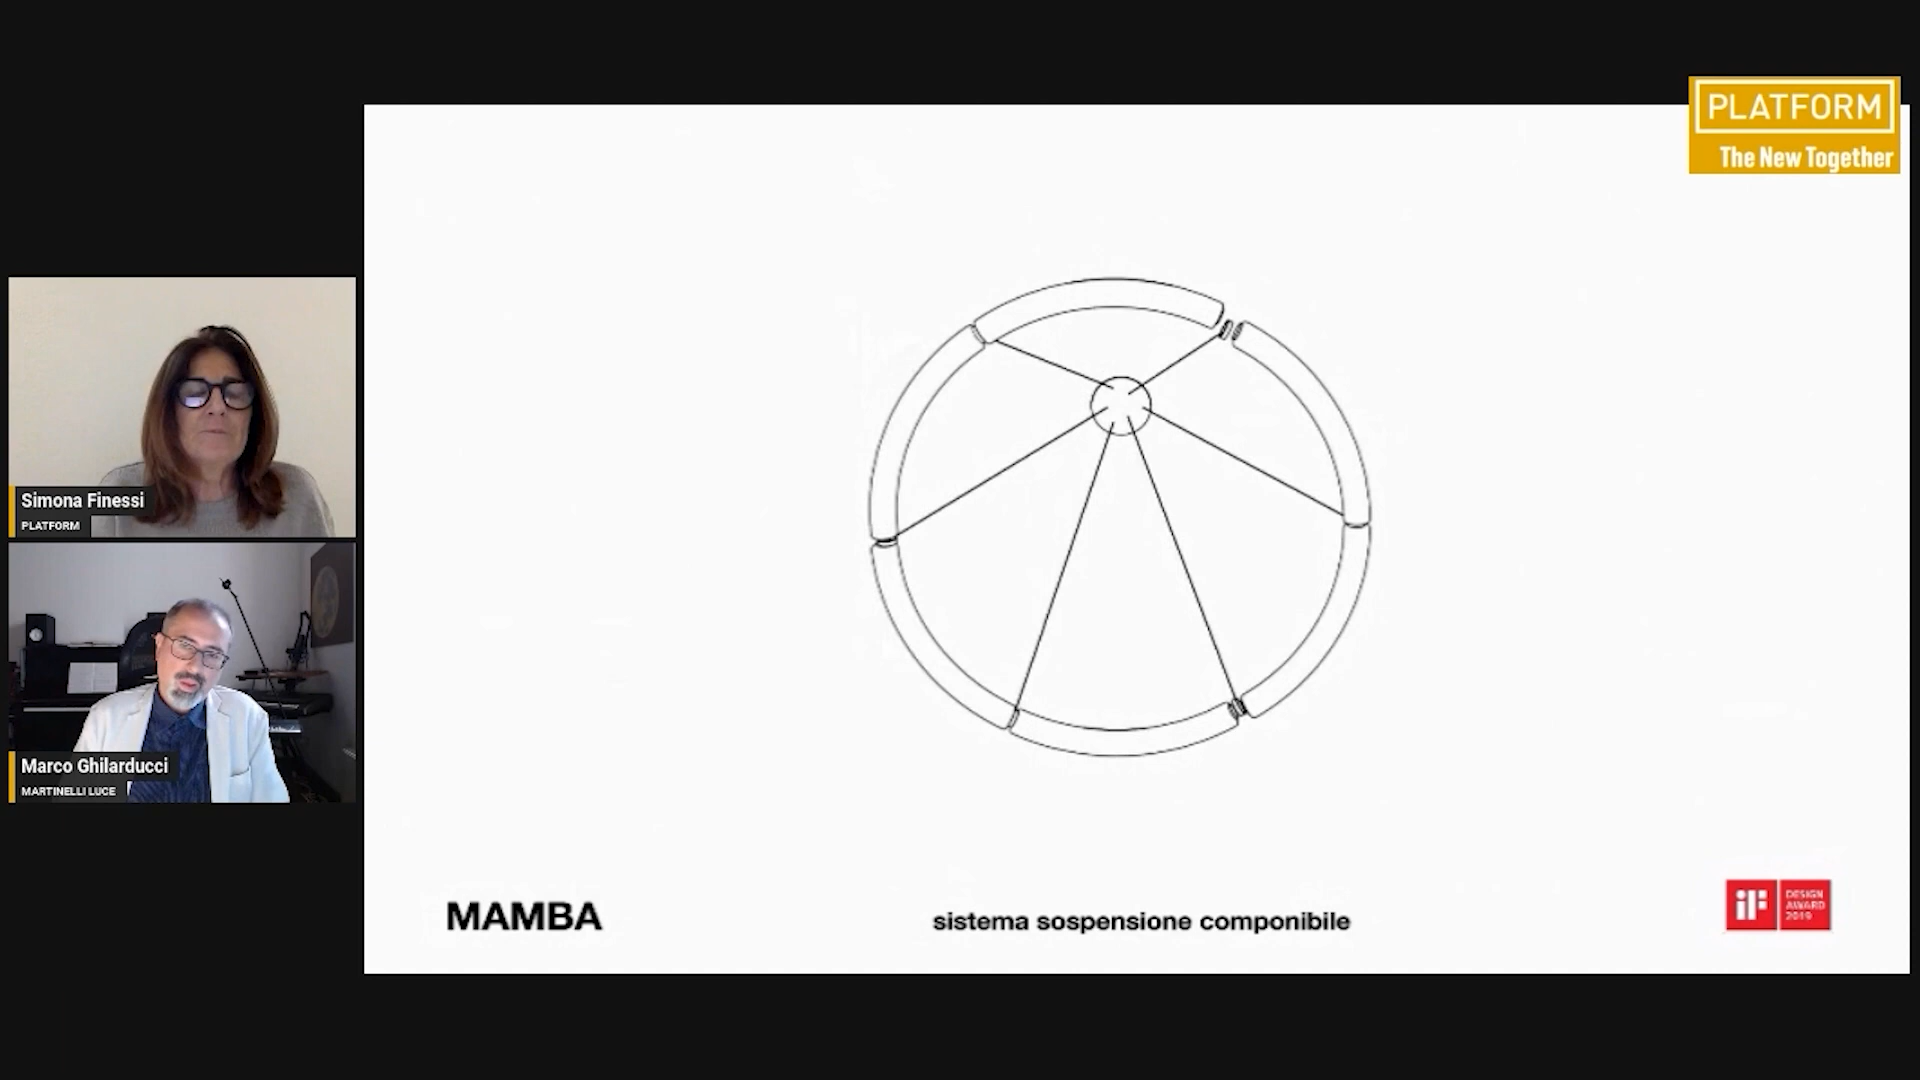 PLATFORM
The New Together
Simona Finessi
PLATFORM
Marco Ghilarducci
MARTINELLI LUCE
MAMBA
sistema sospensione componibile
iF
DESIGN
AWARD
2019